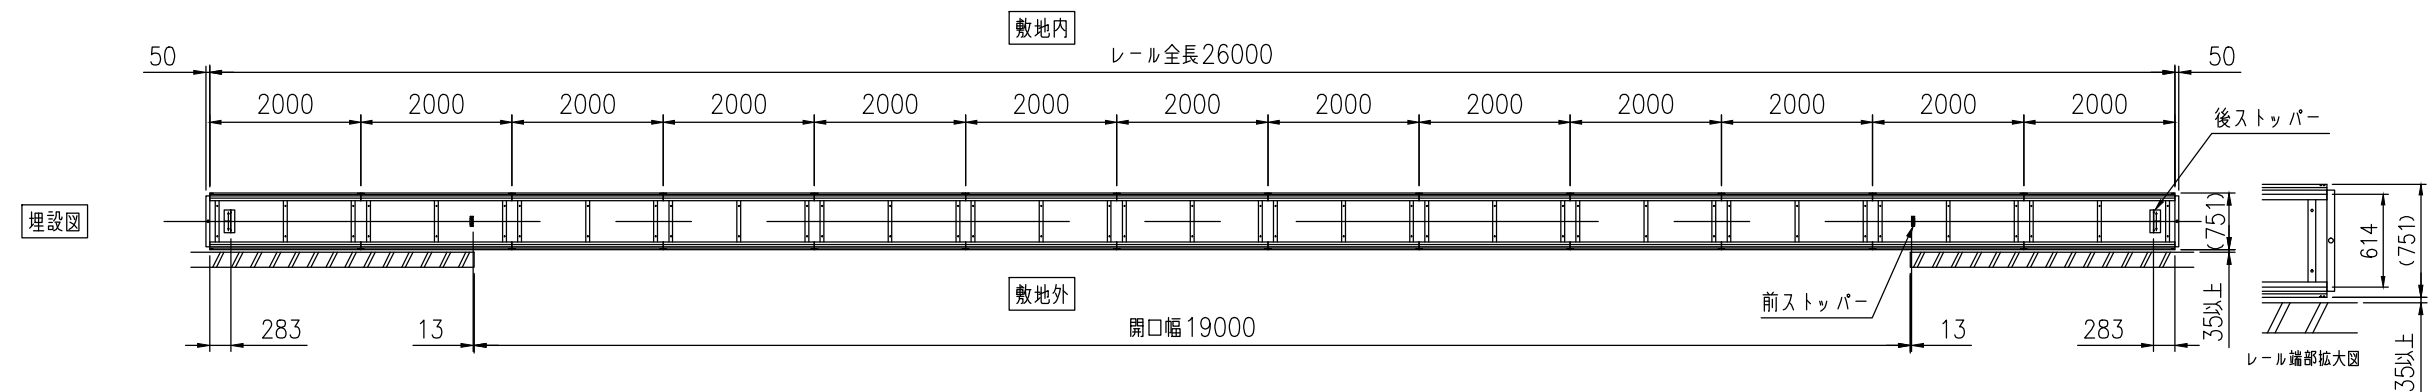 敷地内
50
レール全長26000
50
2000 2000 2000 2000 2000 2000 2000 2000 2000 2000 2000 2000 2000
後ストッパー
埋設図
(751)
614
(751)
敷地外
前ストッパー
35以上
283
13
開口幅19000
13
283
レール端部拡大図
35以上